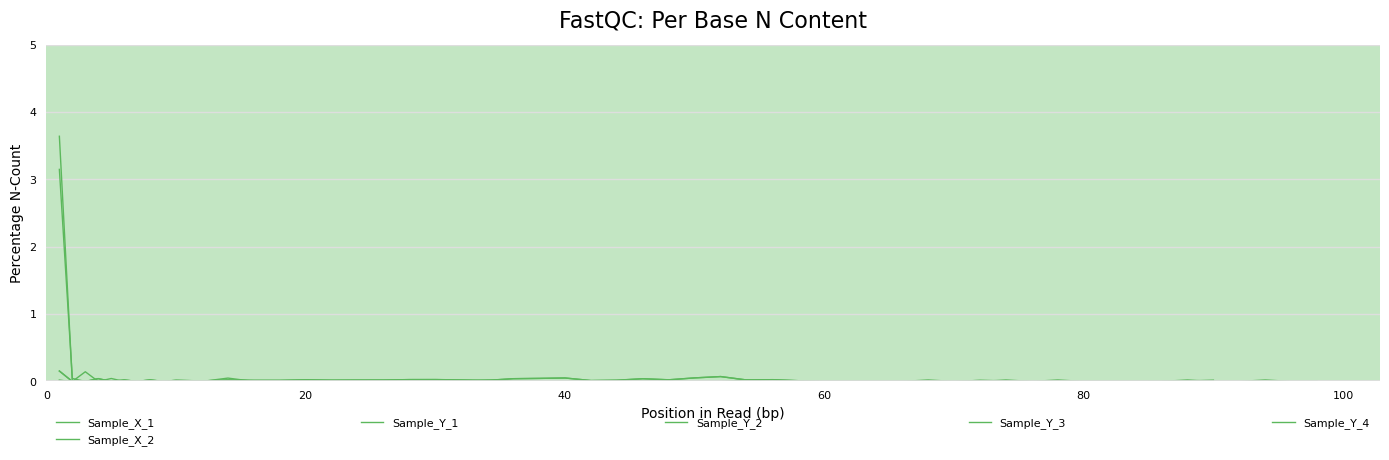 FastQC: Per Base N Content
Percentage N-Count
5
4
3
2
1
0
0 20 40 60 80 100
Position in Read (bp)
Sample_X_1 Sample_Y_1 Sample_Y_2 Sample_Y_3 Sample_Y_4
Sample_X_2